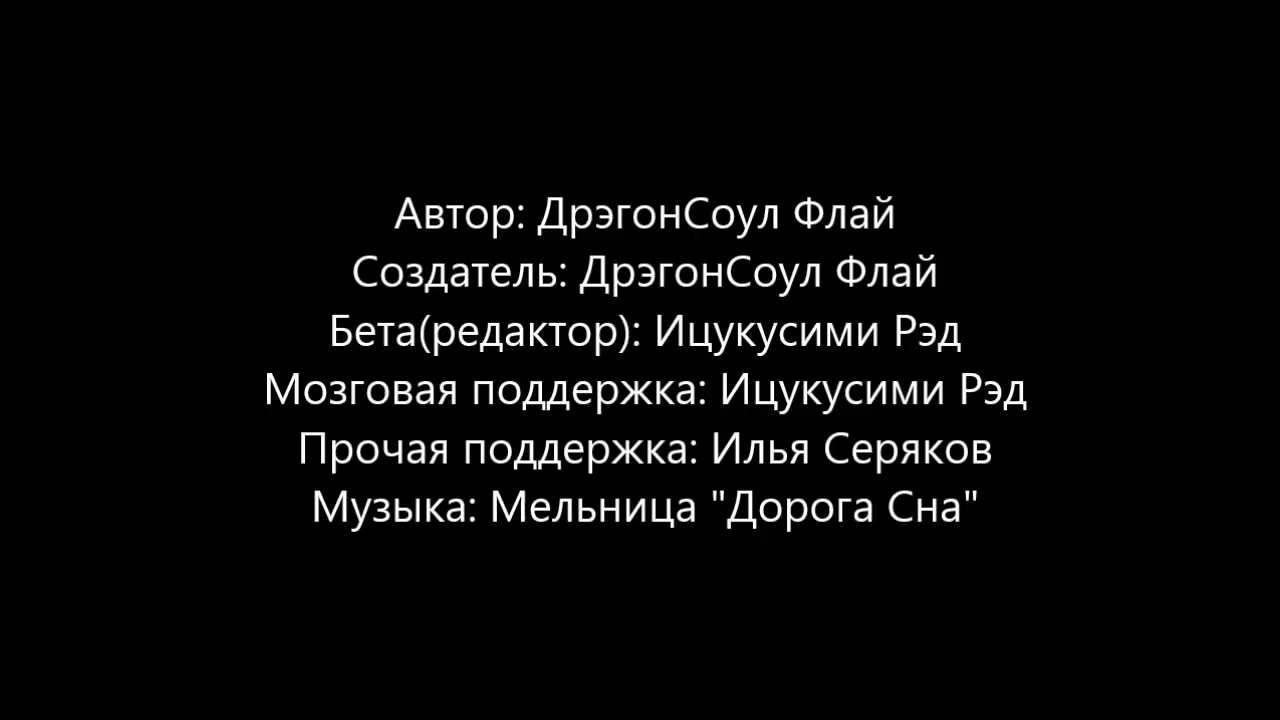 Автор: ДрэгонСоул Флай
Создатель: ДрэгонСоул Флай
Бета(редактор): Ицукусими Рэд
Мозговая поддержка: Ицукусими Рэд
Прочая поддержка: Илья Серяков
Музыка: Мельница "Дорога Сна"